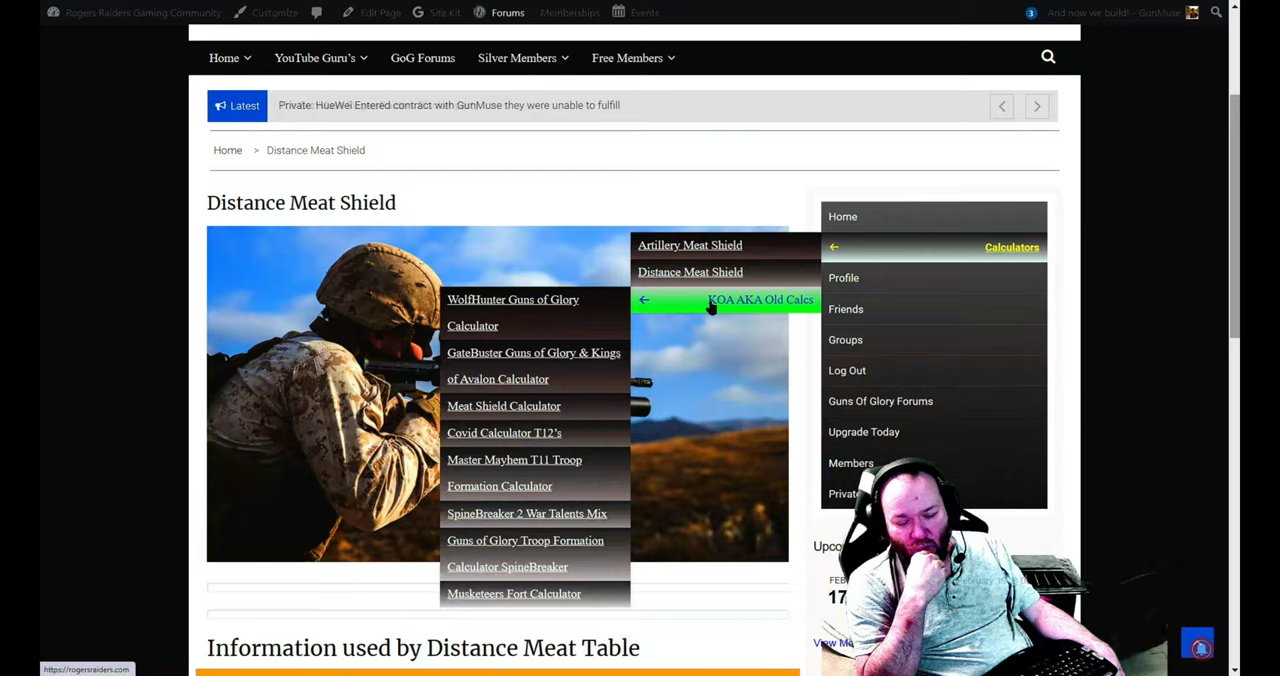 Rogers Raiders Gaming Community Customize Edit Page Site Kit Forums Memberships Events 3 And now we build! - GunMuse
Home YouTube Guru's GoG Forums Silver Members Free Members
Latest Private: HueWei Entered contract with GunMuse they were unable to fulfill
Home > Distance Meat Shield
Distance Meat Shield
Artillery Meat Shield
Distance Meat Shield
KOA AKA Old Calcs
WolfHunter Guns of Glory
Calculator
GateBuster Guns of Glory & Kings
of Avalon Calculator
Meat Shield Calculator
Covid Calculator T12's
Master Mayhem T11 Troop
Formation Calculator
SpineBreaker 2 War Talents Mix
Guns of Glory Troop Formation
Calculator SpineBreaker
Musketeers Fort Calculator
Home
Calculators
Profile
Friends
Groups
Log Out
Guns Of Glory Forums
Upgrade Today
Members
Private
Upco
FEB
17
View Mo
Information used by Distance Meat Table
https://rogersraiders.com